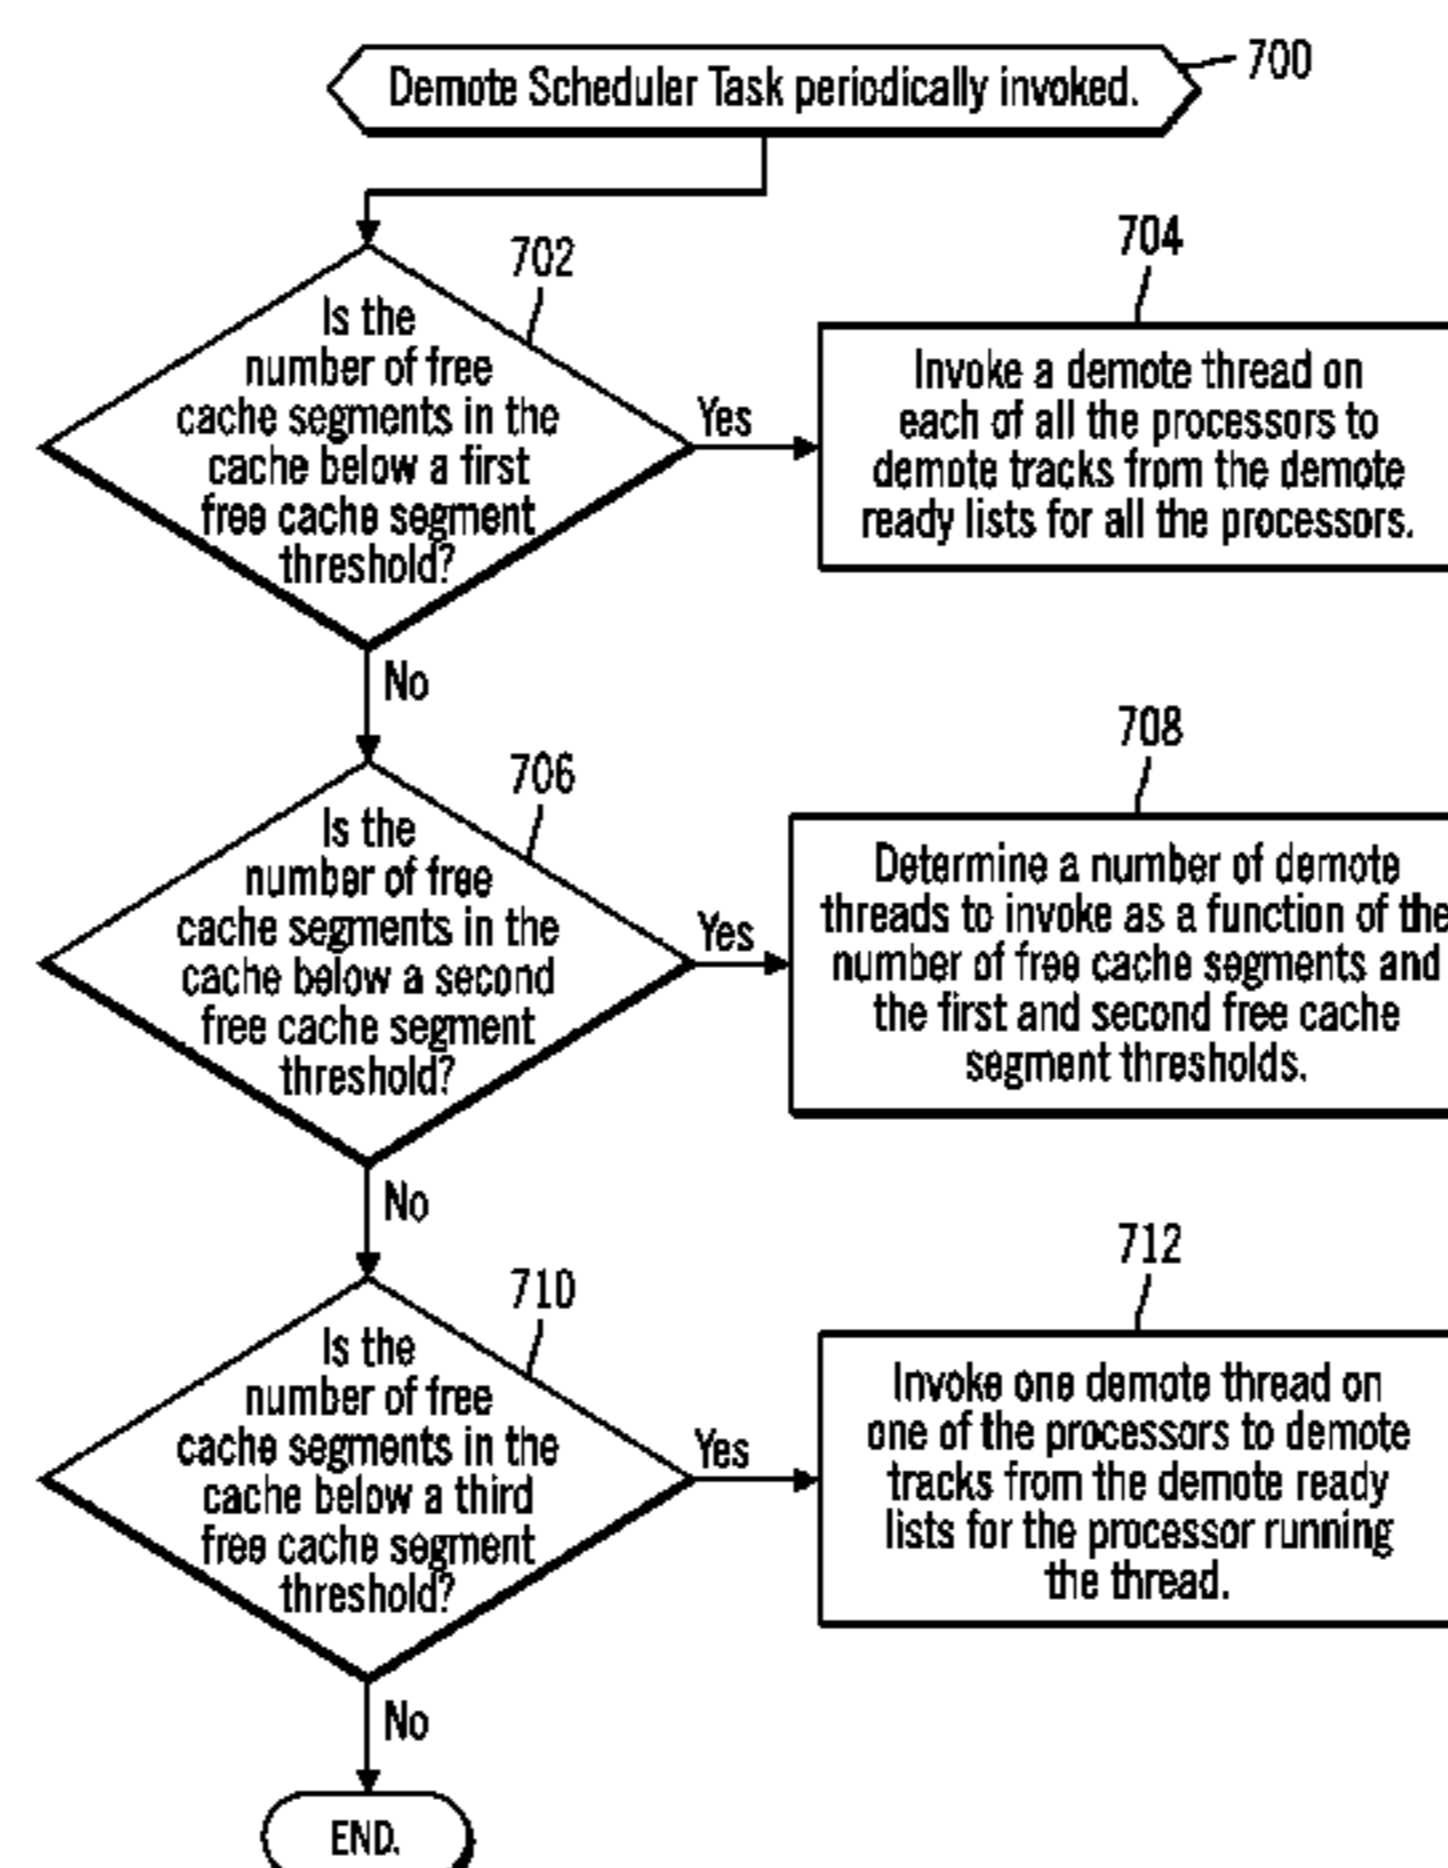 Demote Scheduler Task periodically invoked.
700
702
Is the
number of free
cache segments in the
cache below a first
free cache segment
threshold?
Yes
No
704
Invoke a demote thread on
each of all the processors to
demote tracks from the demote
ready lists for all the processors.
706
Is the
number of free
cache segments in the
cache below a second
free cache segment
threshold?
Yes
No
708
Determine a number of demote
threads to invoke as a function of the
number of free cache segments and
the first and second free cache
segment thresholds.
710
Is the
number of free
cache segments in the
cache below a third
free cache segment
threshold?
Yes
No
712
Invoke one demote thread on
one of the processors to demote
tracks from the demote ready
lists for the processor running
the thread.
END.